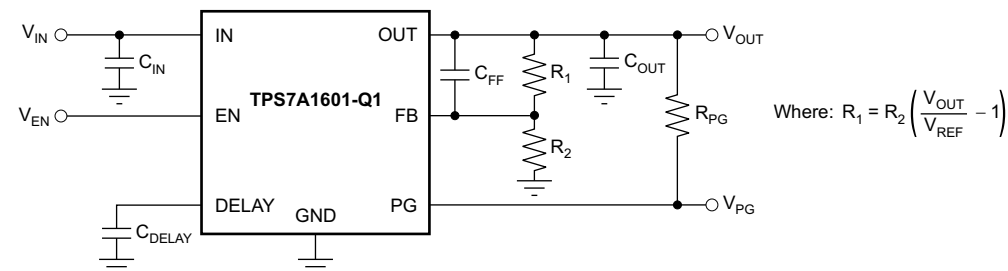 V_IN
IN
OUT
V_OUT
C_IN
C_FF
R_1
C_OUT
TPS7A1601-Q1
V_EN
EN
FB
R_PG
Where: R_1 = R_2 (V_OUT / V_REF − 1)
R_2
DELAY
GND
PG
V_PG
C_DELAY